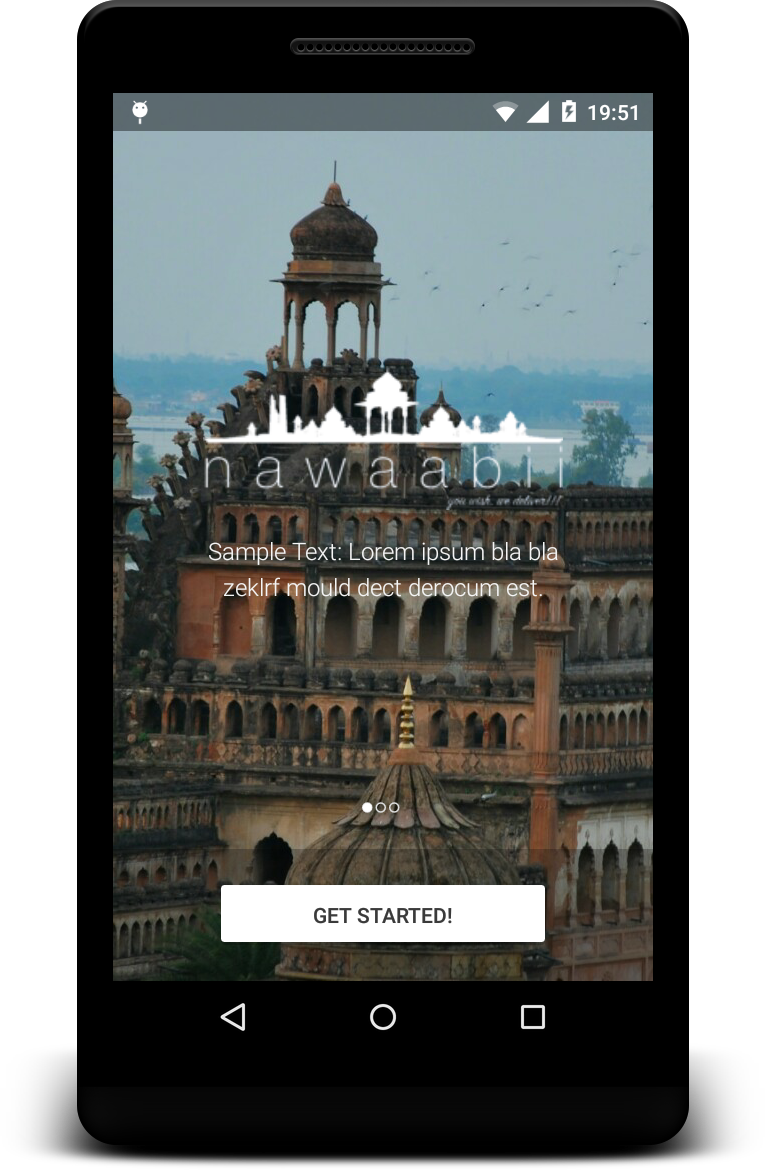 19:51
nawaabii
you wish, we deliver!!!
Sample Text: Lorem ipsum bla bla
zeklrf mould dect derocum est.
GET STARTED!